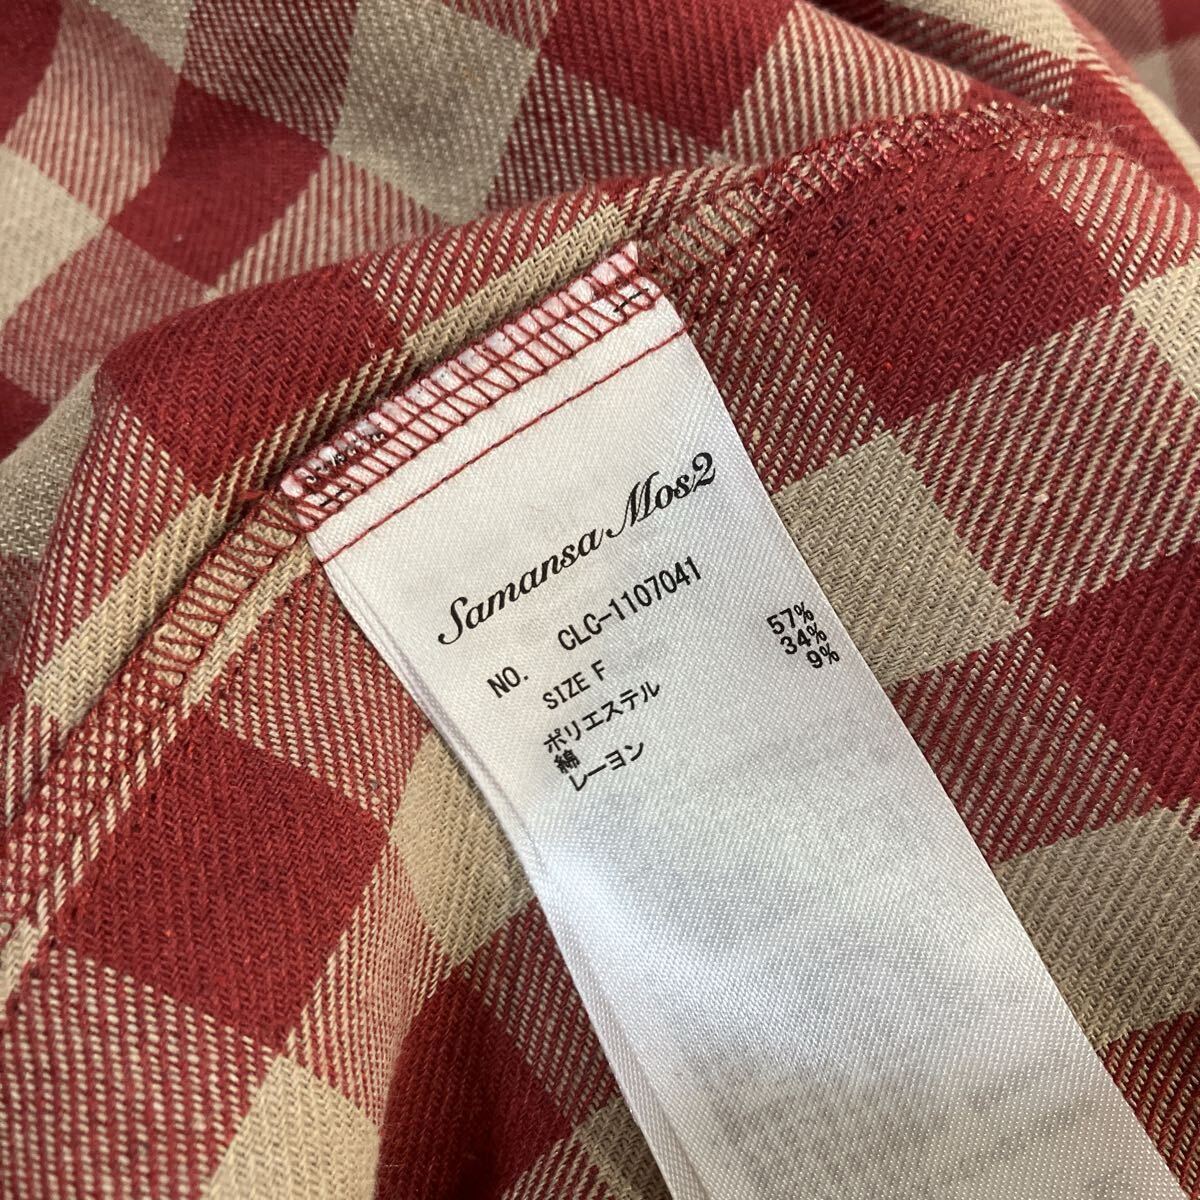 Samansa Mos2
NO. CLC-1107041
SIZE F
ポリエステル 57%
綿 34%
レーヨン 9%